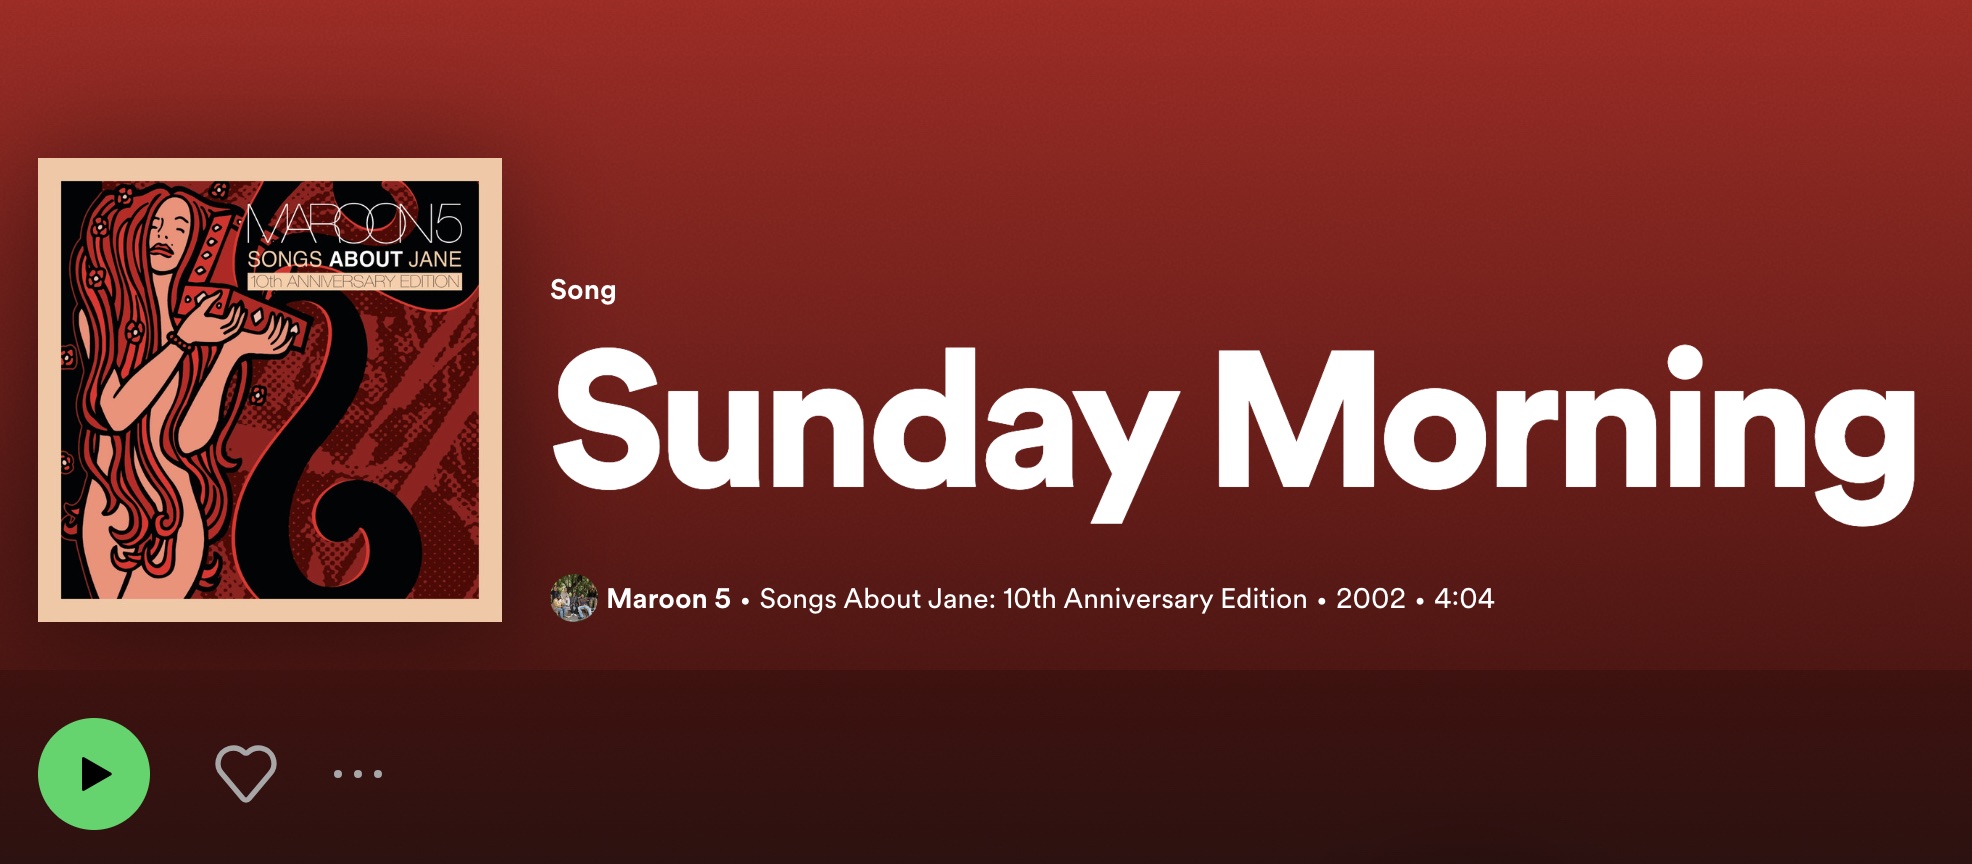 MAROON5
SONGS ABOUT JANE
10th ANNIVERSARY EDITION
Song
Sunday Morning
Maroon 5 • Songs About Jane: 10th Anniversary Edition • 2002 • 4:04